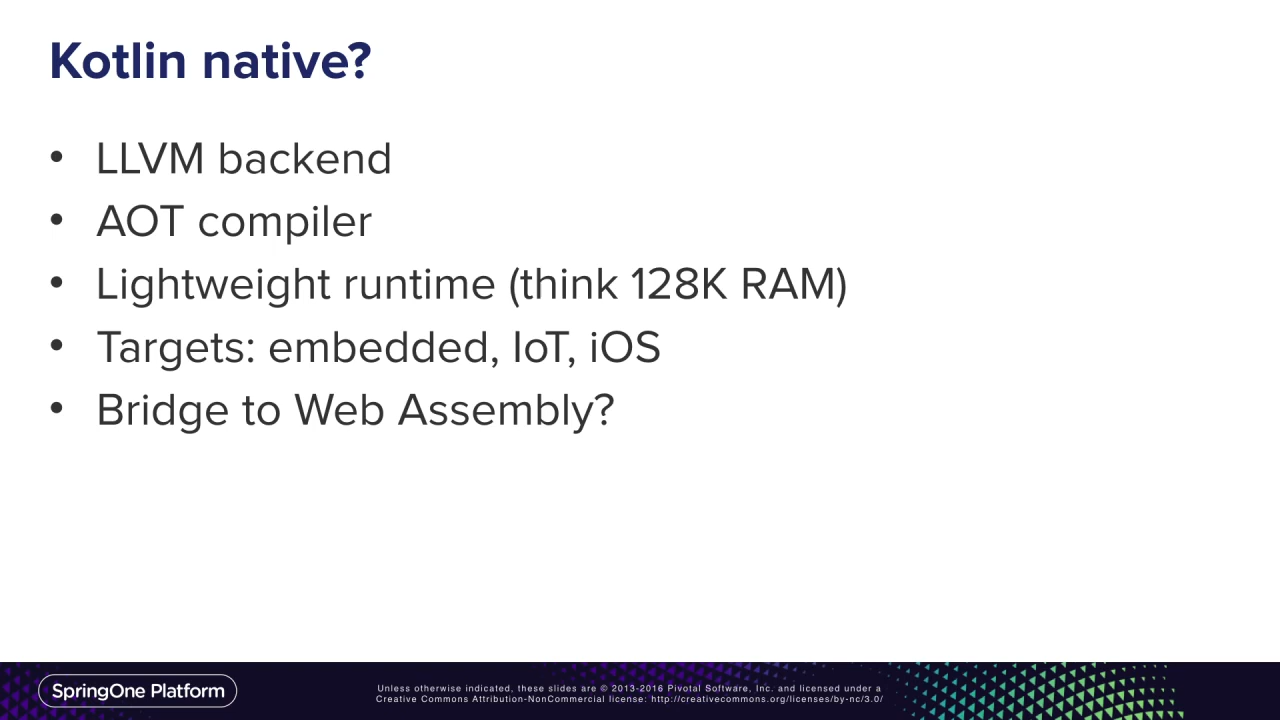 Kotlin native?
• LLVM backend
• AOT compiler
• Lightweight runtime (think 128K RAM)
• Targets: embedded, IoT, iOS
• Bridge to Web Assembly?
SpringOne Platform
Unless otherwise indicated, these slides are © 2013-2016 Pivotal Software, Inc. and licensed under a
Creative Commons Attribution-NonCommercial license: http://creativecommons.org/licenses/by-nc/3.0/